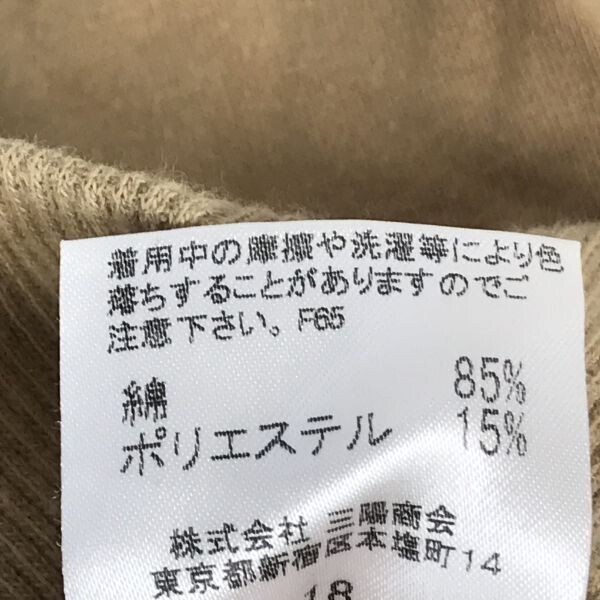 着用中の摩擦や洗濯等により色
落ちすることがありますのでご
注意下さい。F65
綿 85%
ポリエステル 15%
株式会社 三陽商会
東京都新宿区本塩町14
18